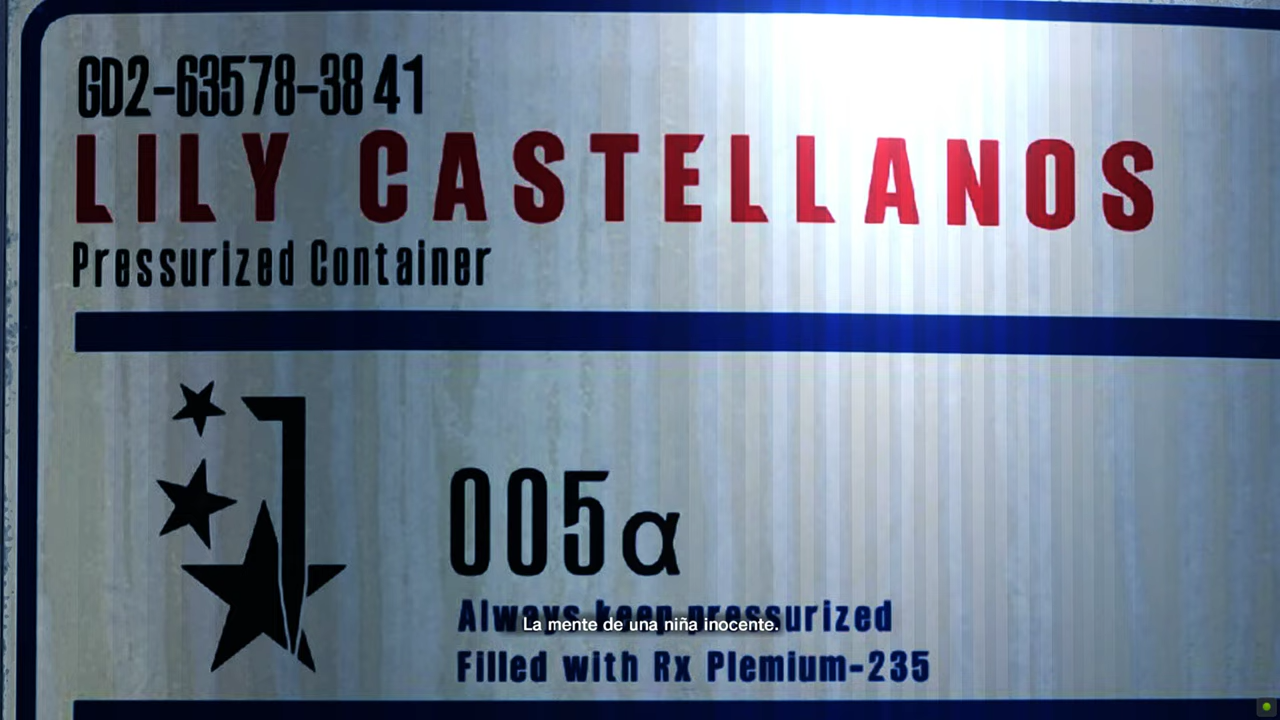 GD2-63578-38 41
LILY CASTELLANOS
Pressurized Container
005α
Always keep pressurized
La mente de una niña inocente.
Filled with Rx Plemium-235